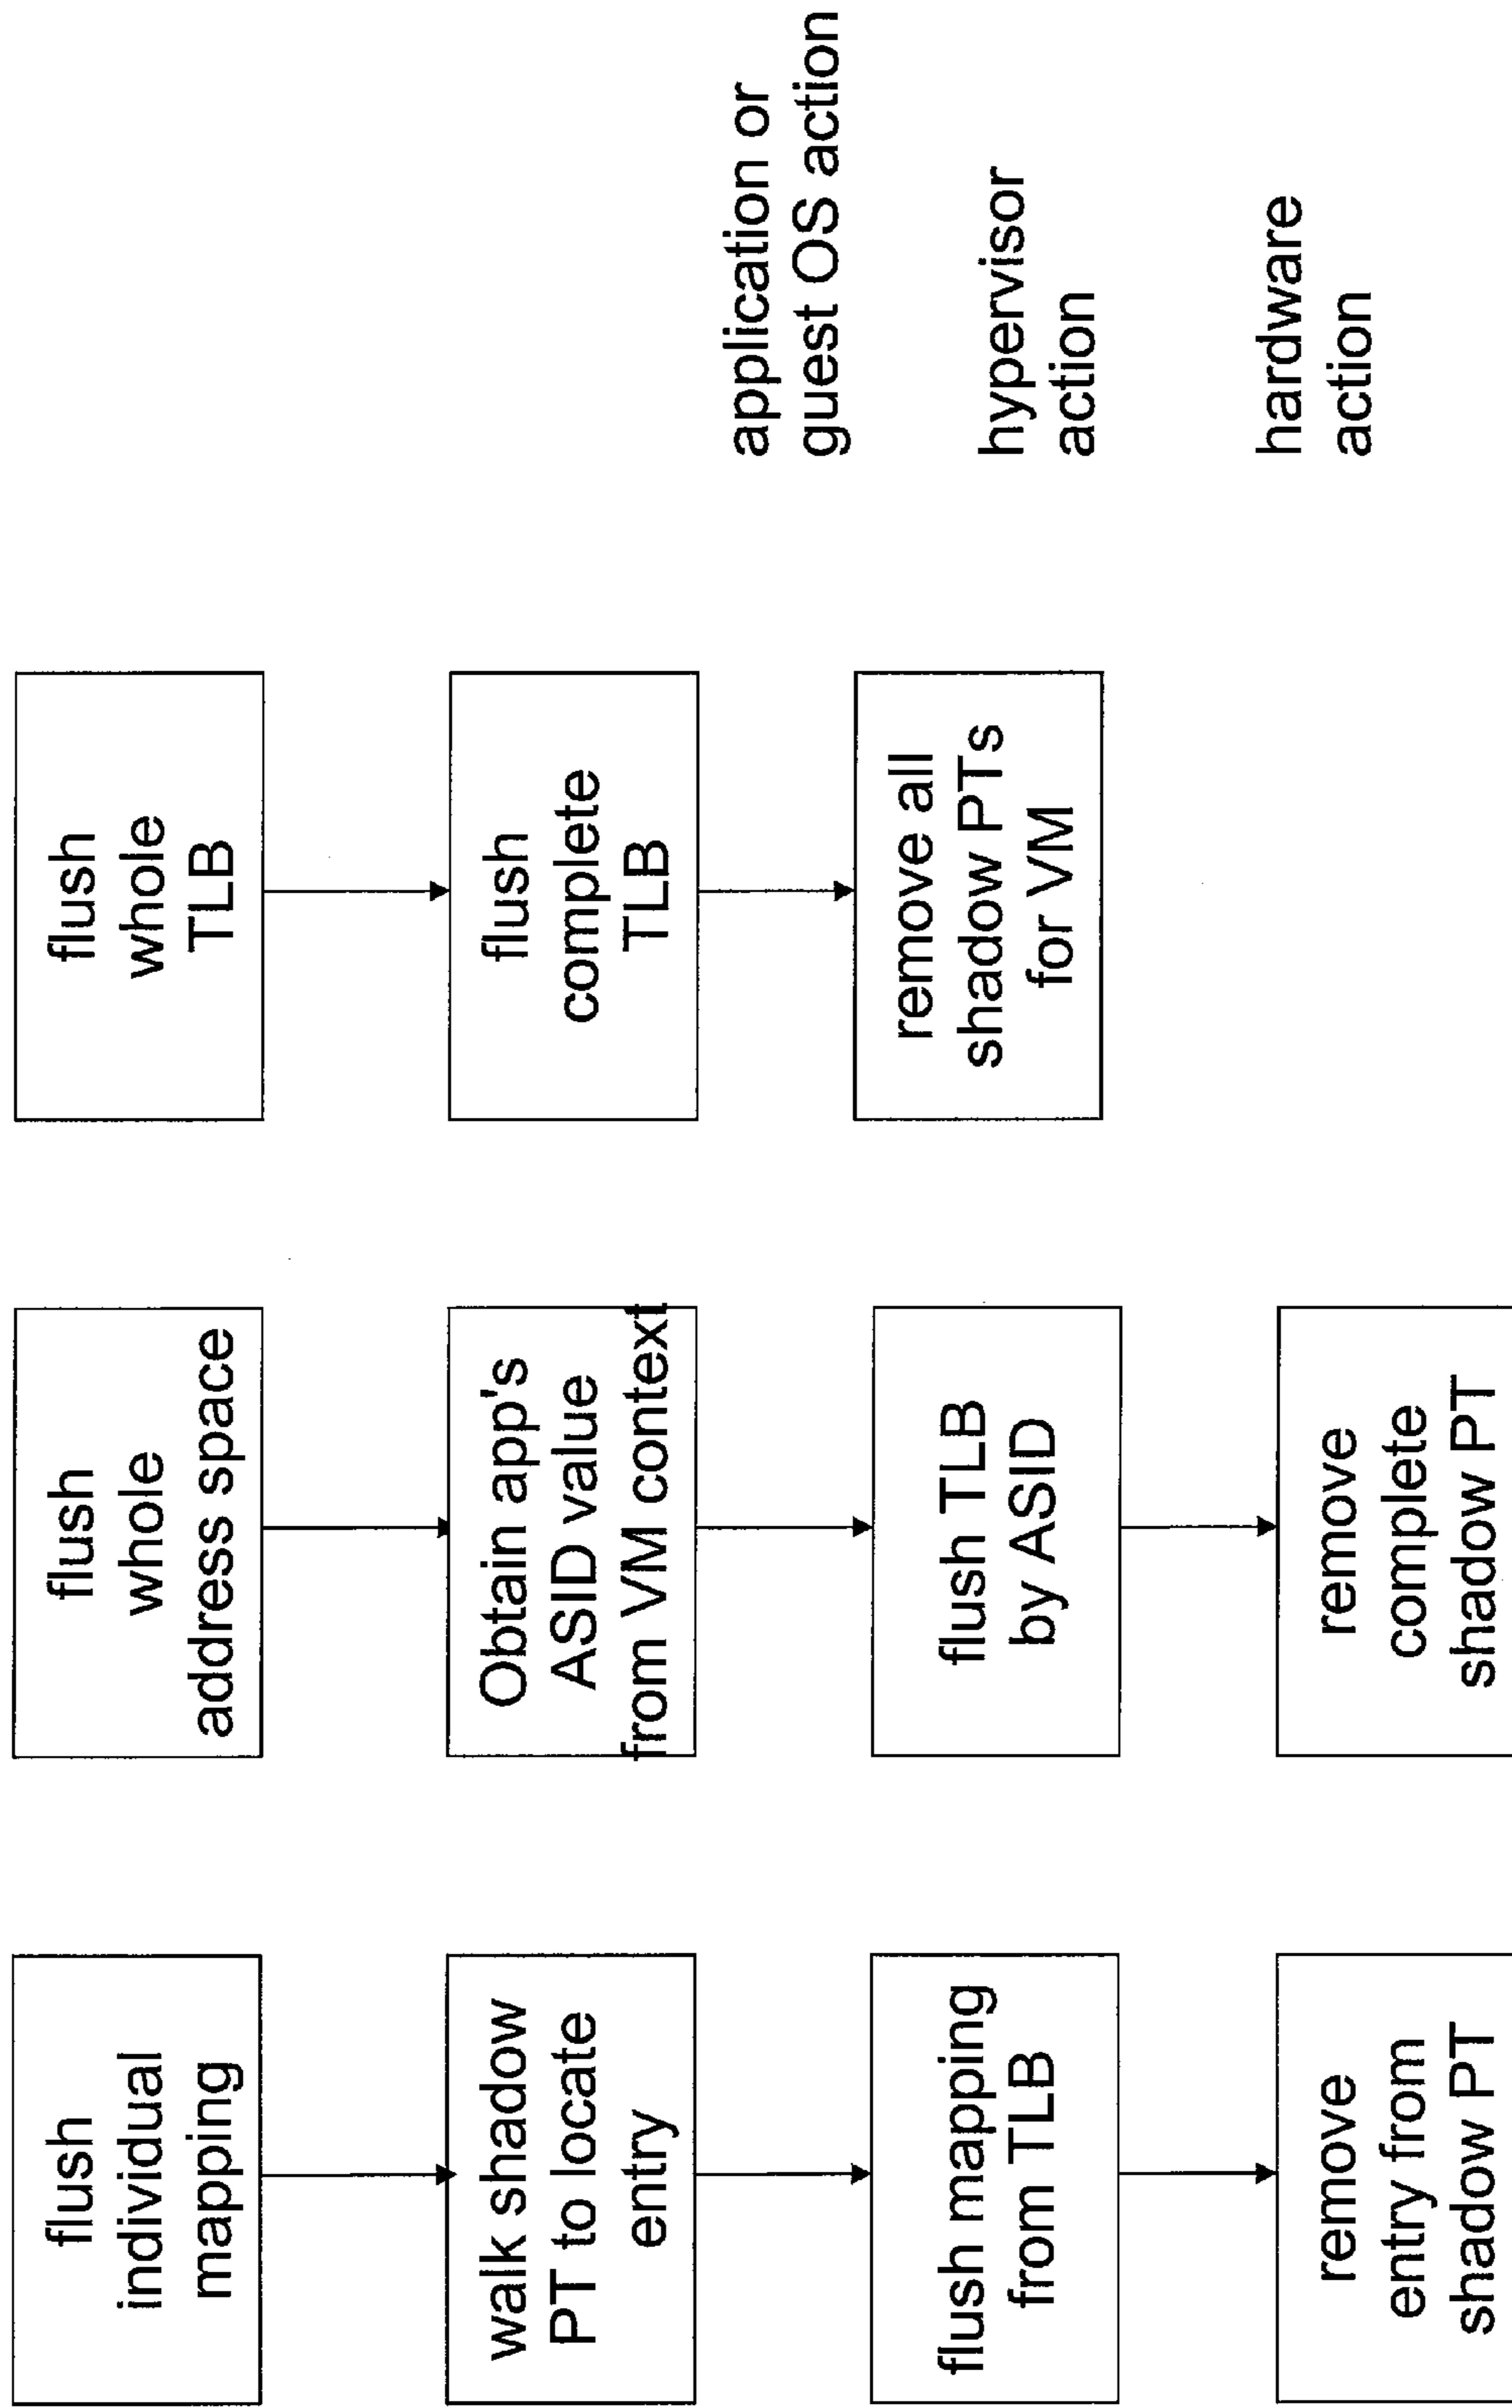 flush
individual
mapping
walk shadow
PT to locate
entry
flush mapping
from TLB
remove
entry from
shadow PT
flush
whole
address space
Obtain app's
ASID value
from VM context
flush TLB
by ASID
remove
complete
shadow PT
flush
whole
TLB
flush
complete
TLB
remove all
shadow PTs
for VM
application or
guest OS action
hypervisor
action
hardware
action